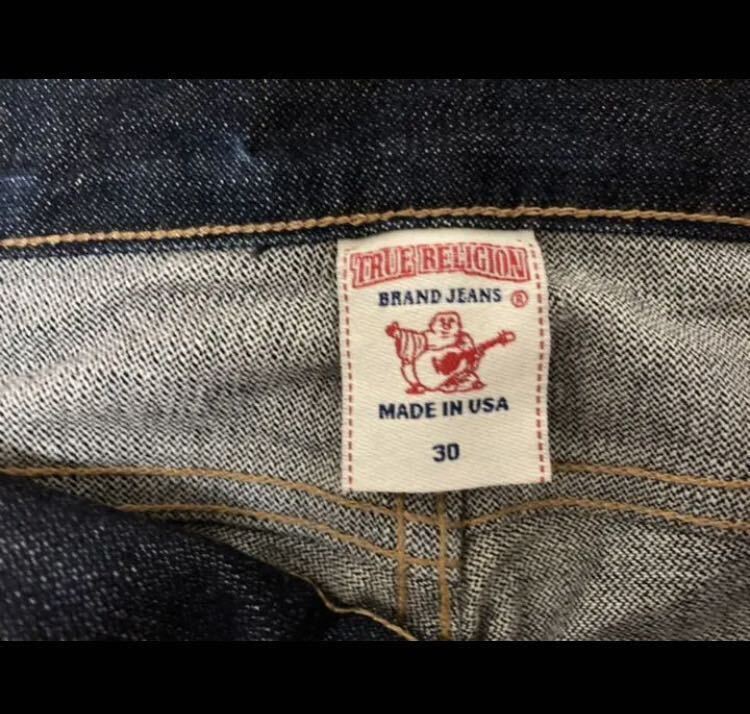 TRUE RELIGION
BRAND JEANS ®
MADE IN USA
30